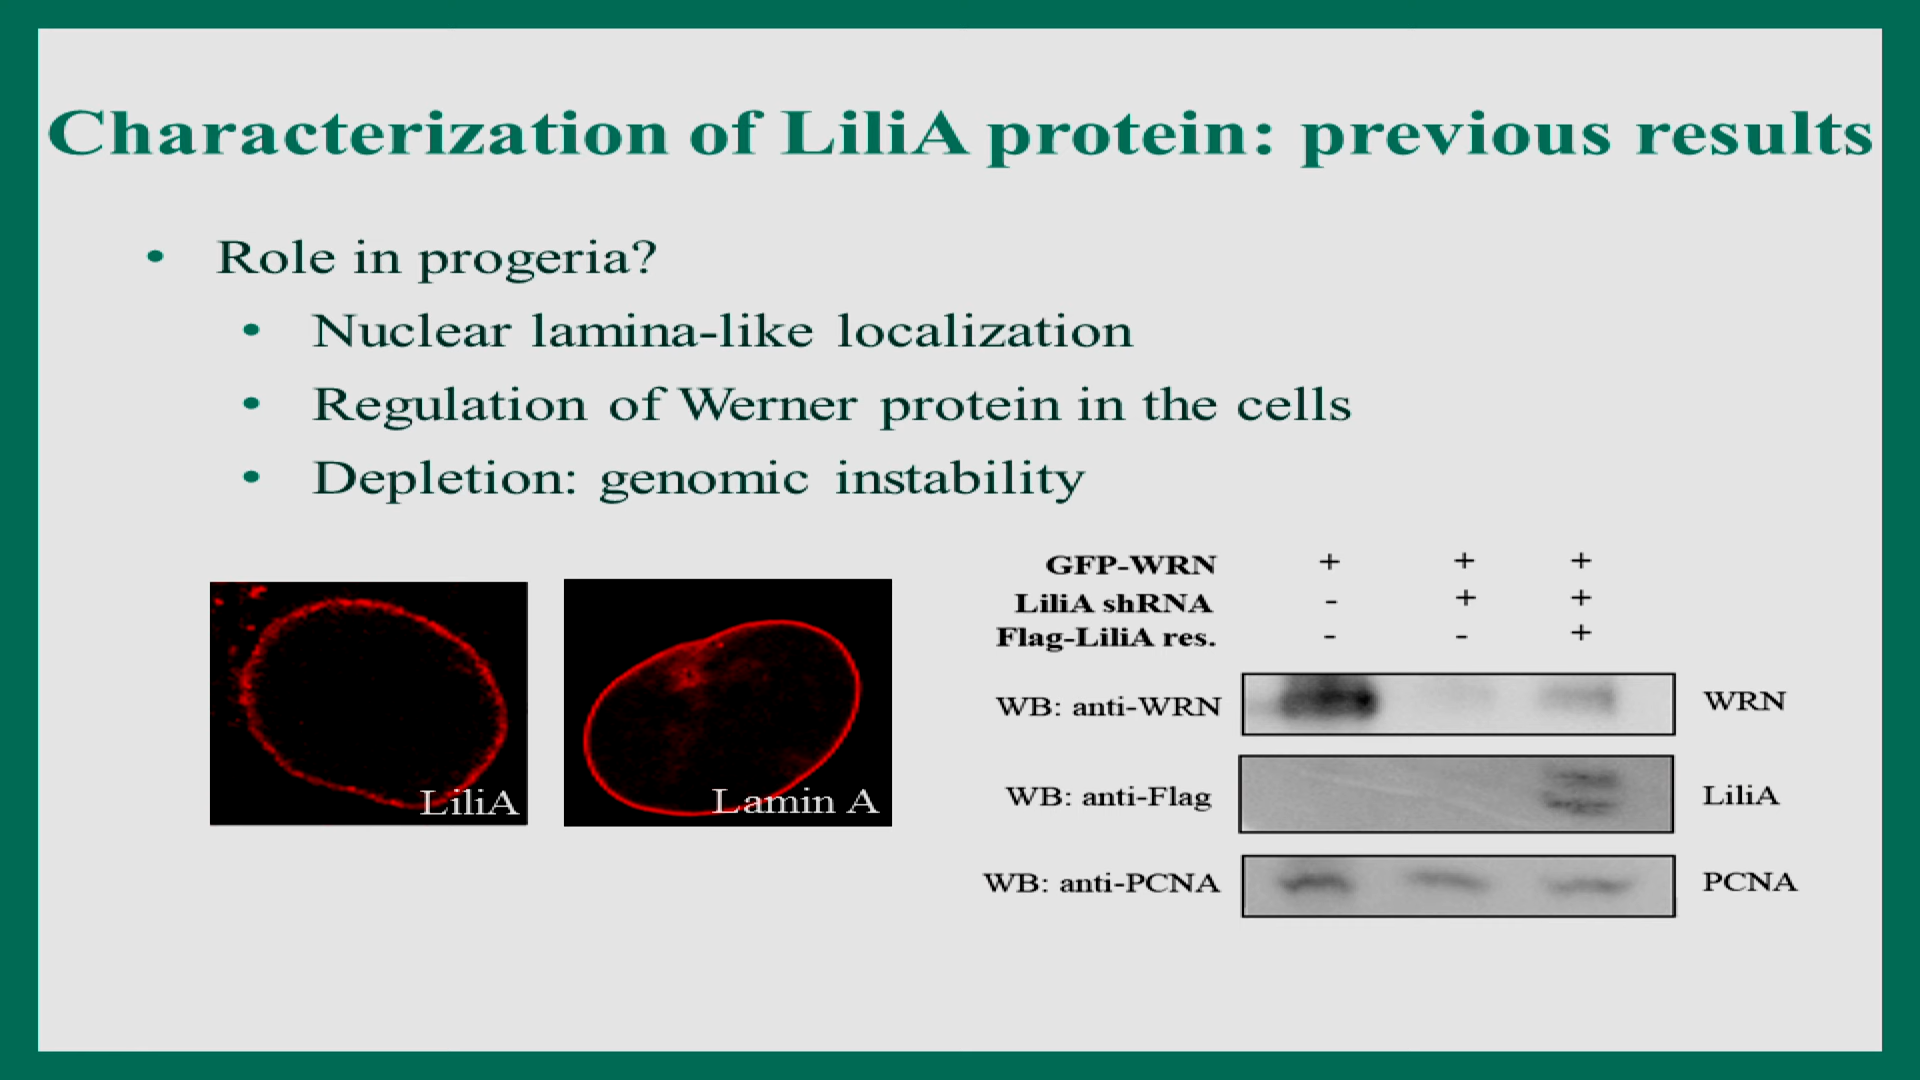 Characterization of LiliA protein: previous results
• Role in progeria?
• Nuclear lamina-like localization
• Regulation of Werner protein in the cells
• Depletion: genomic instability
LiliA
Lamin A
GFP-WRN + + +
LiliA shRNA - + +
Flag-LiliA res. - - +
WB: anti-WRN WRN
WB: anti-Flag LiliA
WB: anti-PCNA PCNA